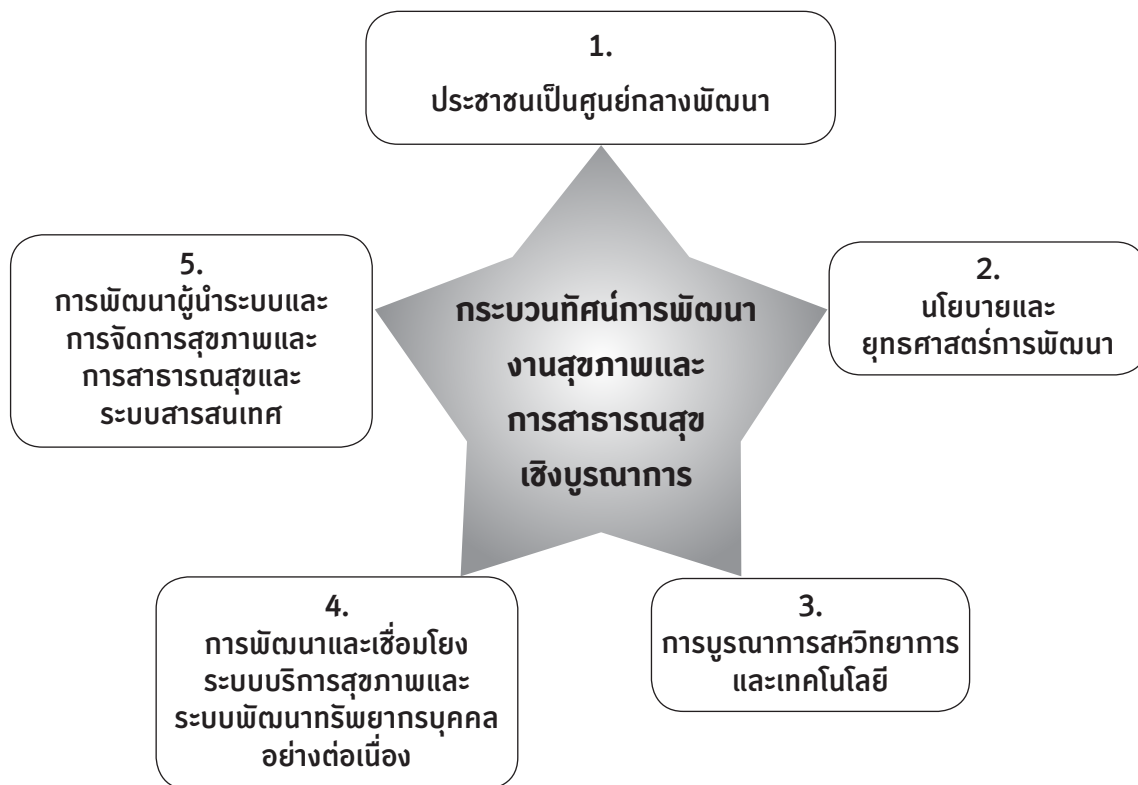 1.
ประชาชนเป็นศูนย์กลางพัฒนา
กระบวนทัศน์การพัฒนา
งานสุขภาพและ
การสาธารณสุข
เชิงบูรณาการ
2.
นโยบายและ
ยุทธศาสตร์การพัฒนา
3.
การบูรณาการสหวิทยาการ
และเทคโนโลยี
4.
การพัฒนาและเชื่อมโยง
ระบบบริการสุขภาพและ
ระบบพัฒนาทรัพยากรบุคคล
อย่างต่อเนื่อง
5.
การพัฒนาผู้นำระบบและ
การจัดการสุขภาพและ
การสาธารณสุขและ
ระบบสารสนเทศ